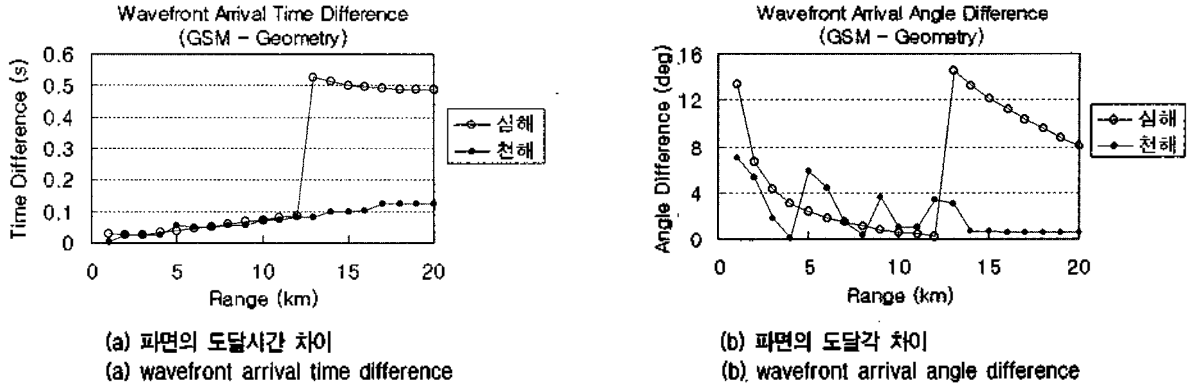 Wavefront Arrival Time Difference
(GSM - Geometry)
Time Difference (s)
0.6
0.5
0.4
0.3
0.2
0.1
0
0 5 10 15 20
Range (km)
심해
천해
(a) 파면의 도달시간 차이
(a) wavefront arrival time difference
Wavefront Arrival Angle Difference
(GSM - Geometry)
Angle Difference (deg)
16
12
8
4
0
0 5 10 15 20
Range (km)
심해
천해
(b) 파면의 도달각 차이
(b) wavefront arrival angle difference